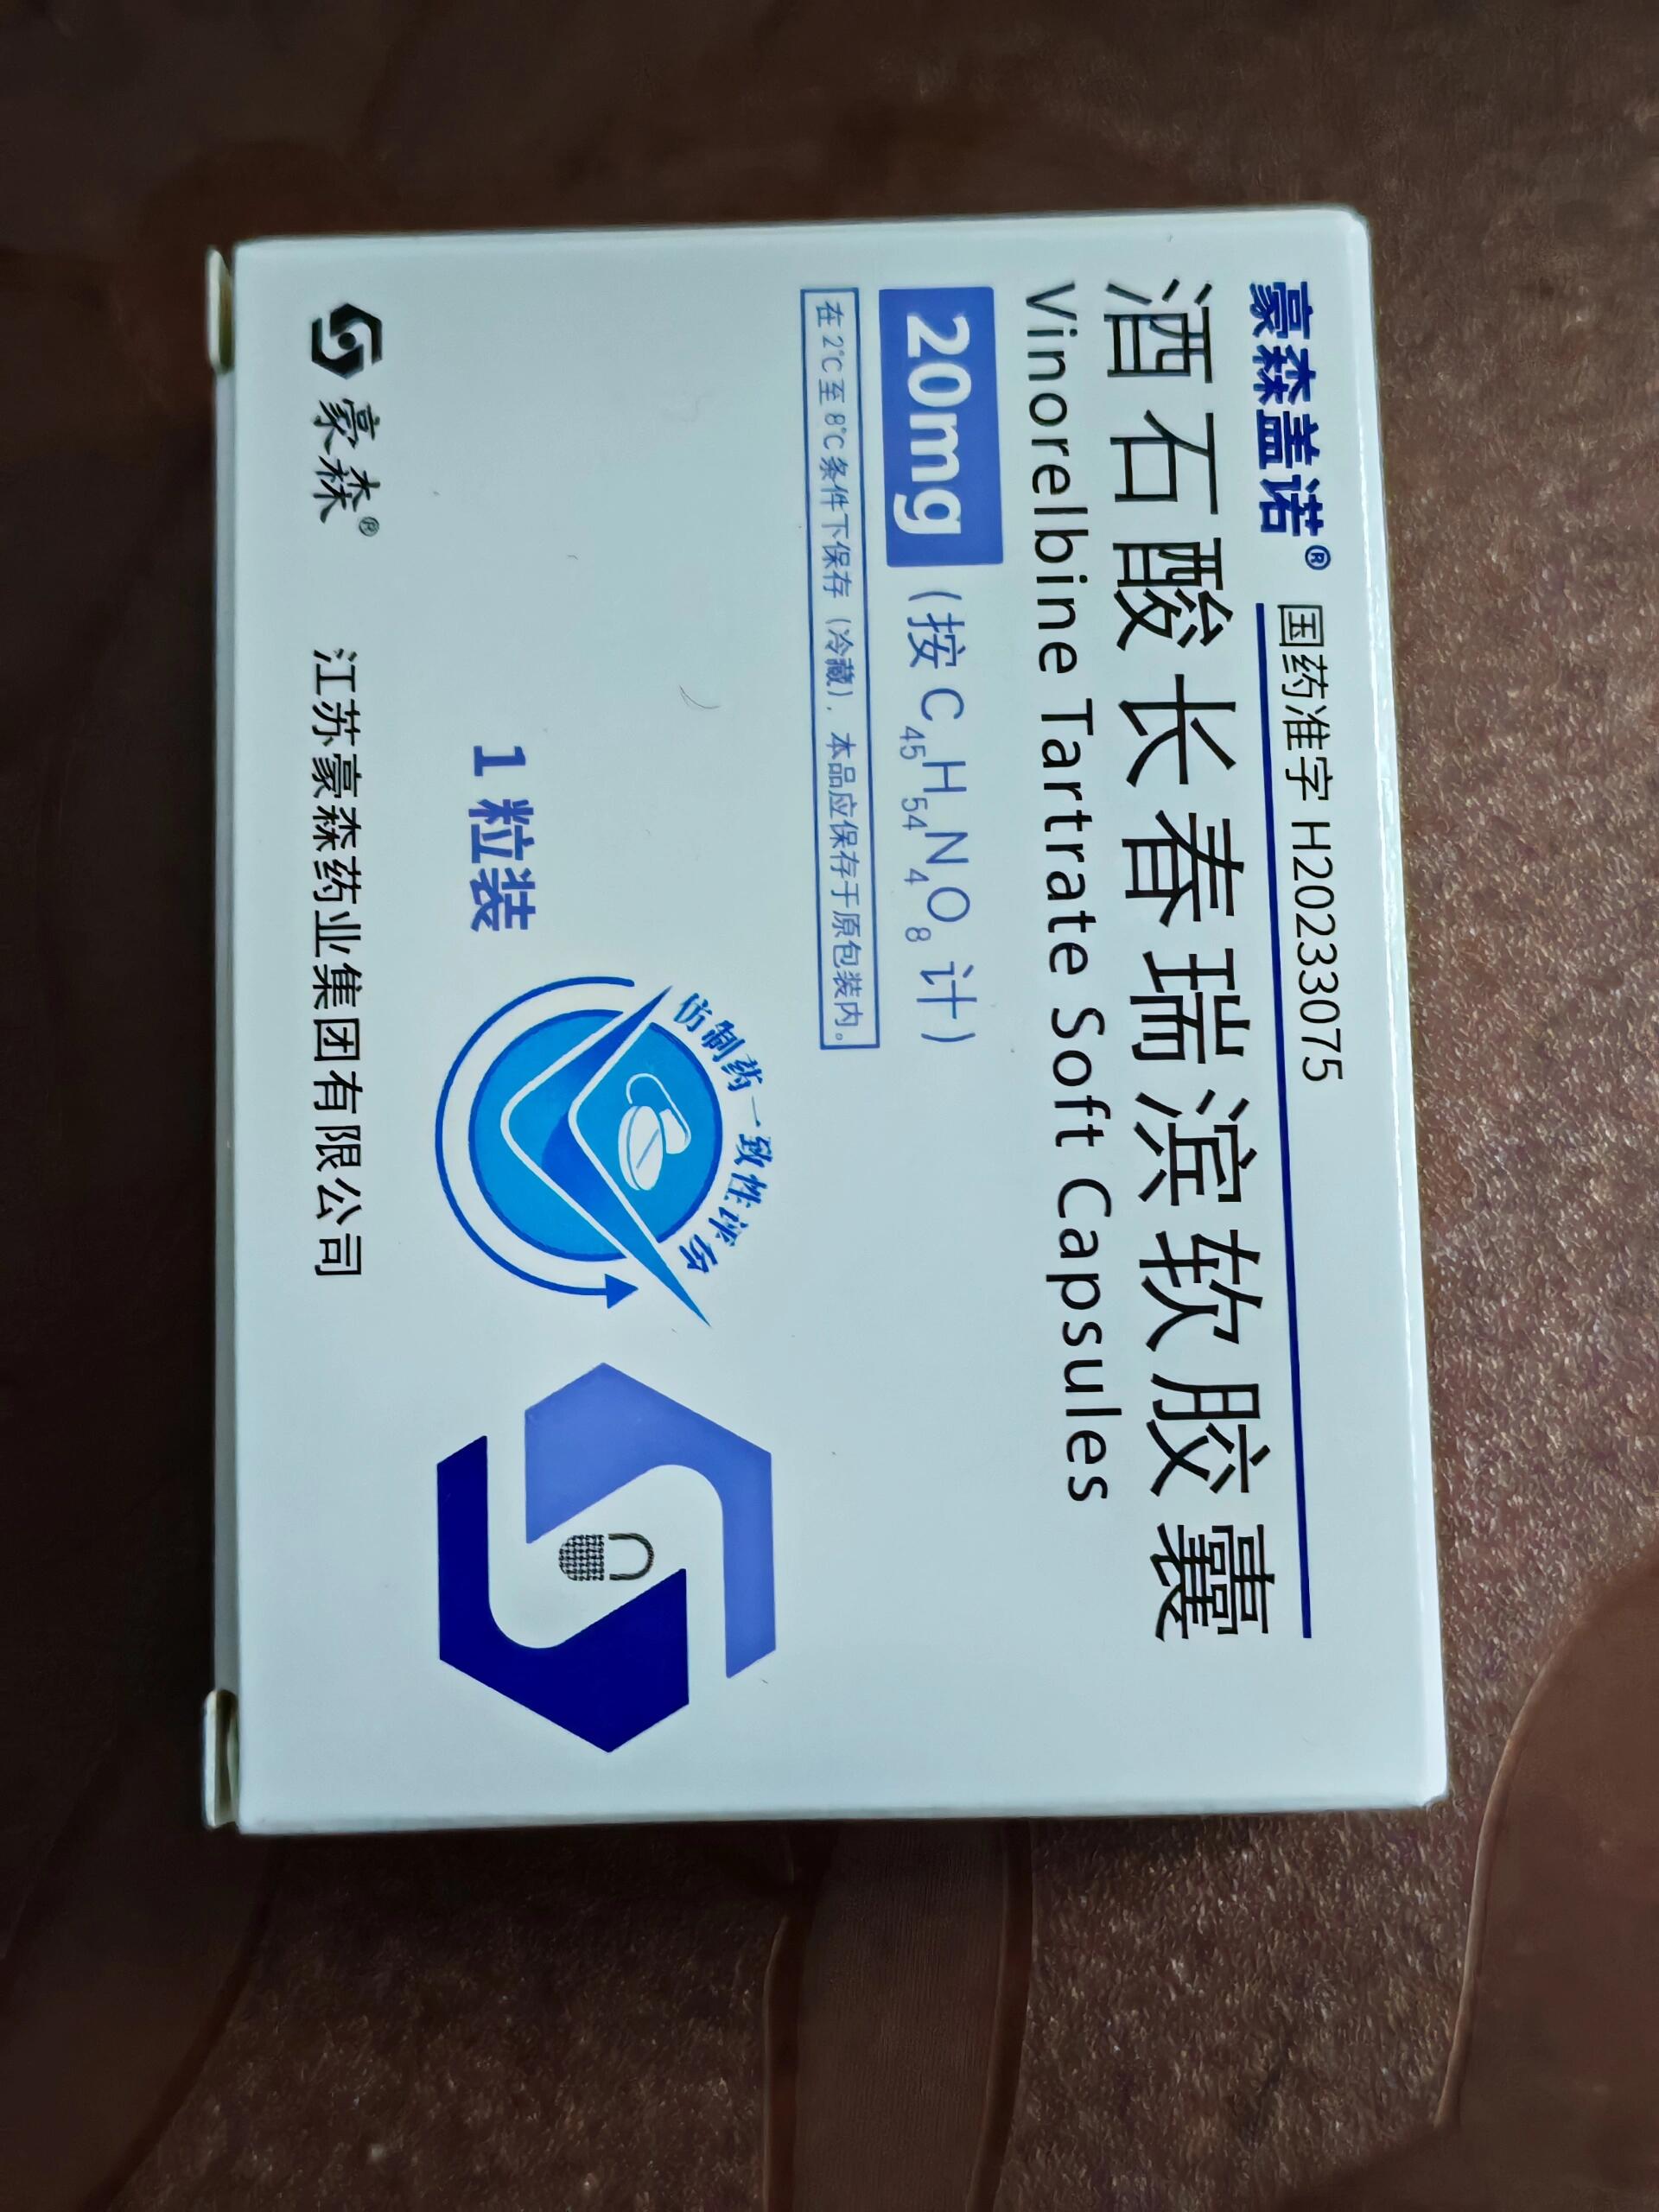 豪森盖诺® 国药准字 H20233075
酒石酸长春瑞滨软胶囊
Vinorelbine Tartrate Soft Capsules
20mg (按 C₄₅H₅₄N₄O₈ 计)
在 2℃至 8℃条件下保存（冷藏）．本品应保存于原包装内。
仿制药一致性评价
1 粒装
豪森® 江苏豪森药业集团有限公司